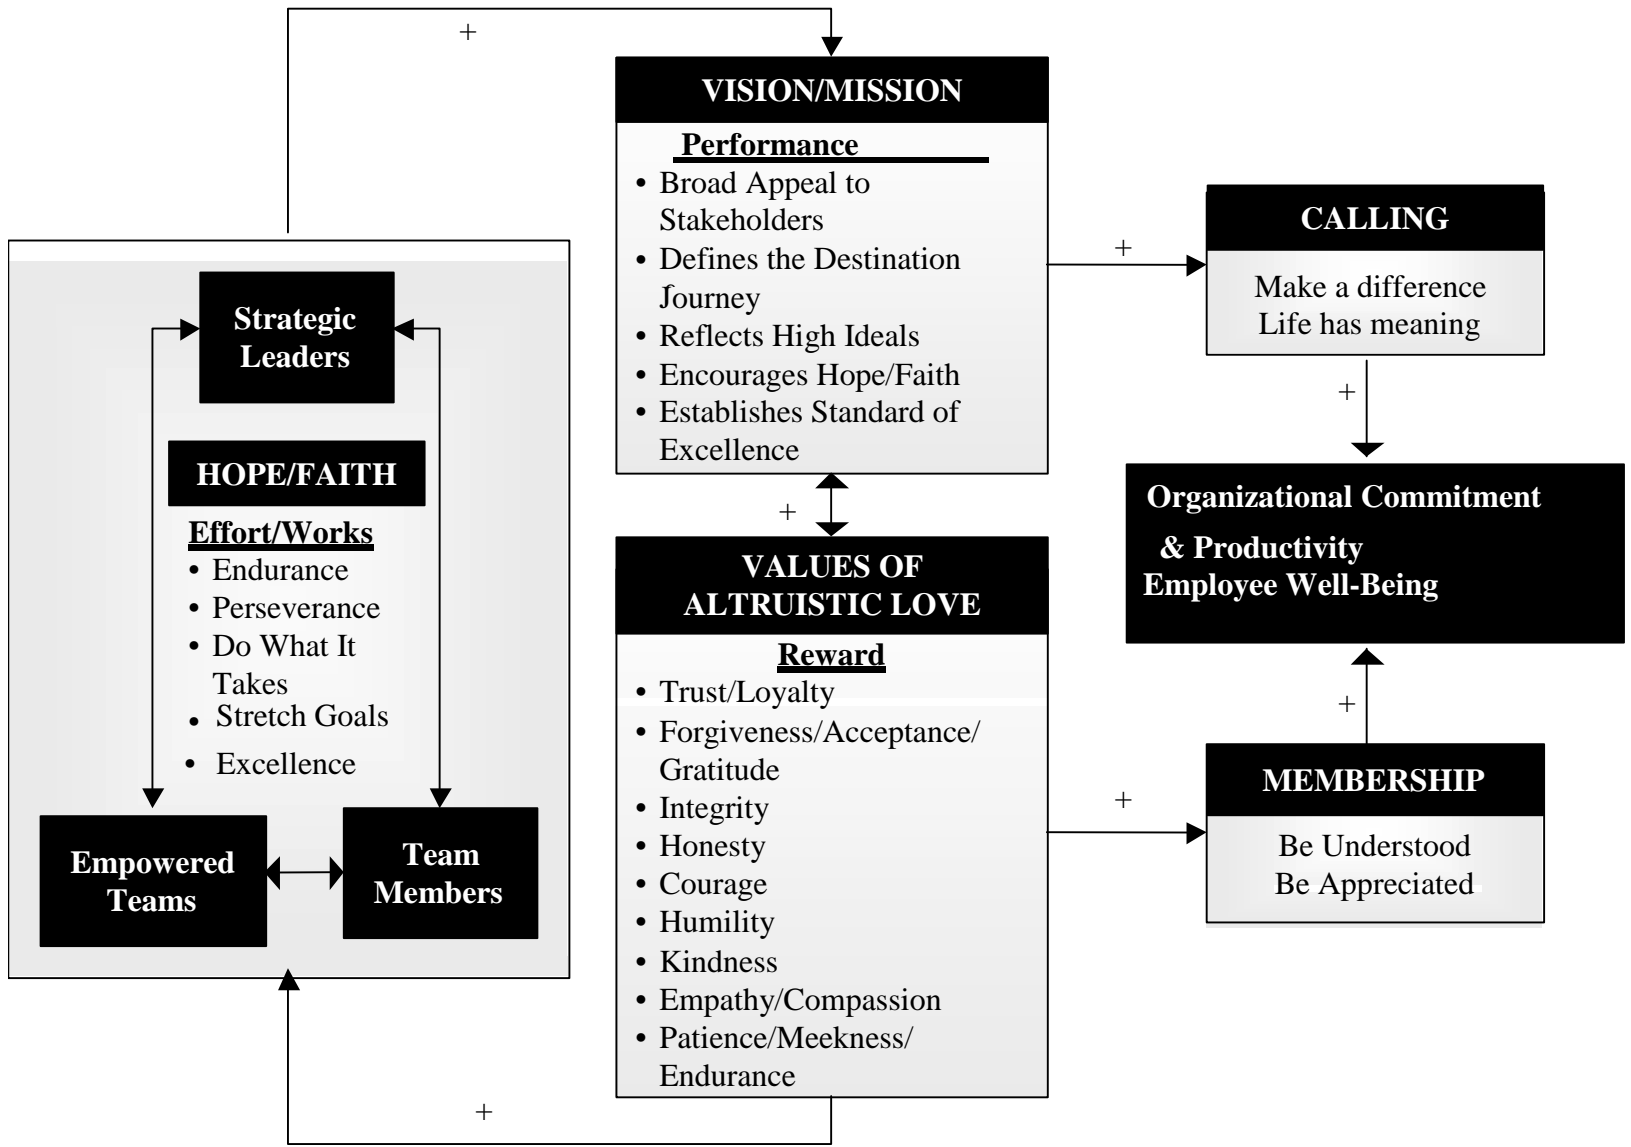 +
VISION/MISSION
Performance
• Broad Appeal to
Stakeholders
• Defines the Destination
Journey
• Reflects High Ideals
• Encourages Hope/Faith
• Establishes Standard of
Excellence
+
CALLING
Make a difference
Life has meaning
+
Strategic
Leaders
HOPE/FAITH
Effort/Works
• Endurance
• Perseverance
• Do What It
Takes
• Stretch Goals
• Excellence
Empowered
Teams
Team
Members
+
VALUES OF
ALTRUISTIC LOVE
Reward
• Trust/Loyalty
• Forgiveness/Acceptance/
Gratitude
• Integrity
• Honesty
• Courage
• Humility
• Kindness
• Empathy/Compassion
• Patience/Meekness/
Endurance
Organizational Commitment
& Productivity
Employee Well-Being
+
+
MEMBERSHIP
Be Understood
Be Appreciated
+